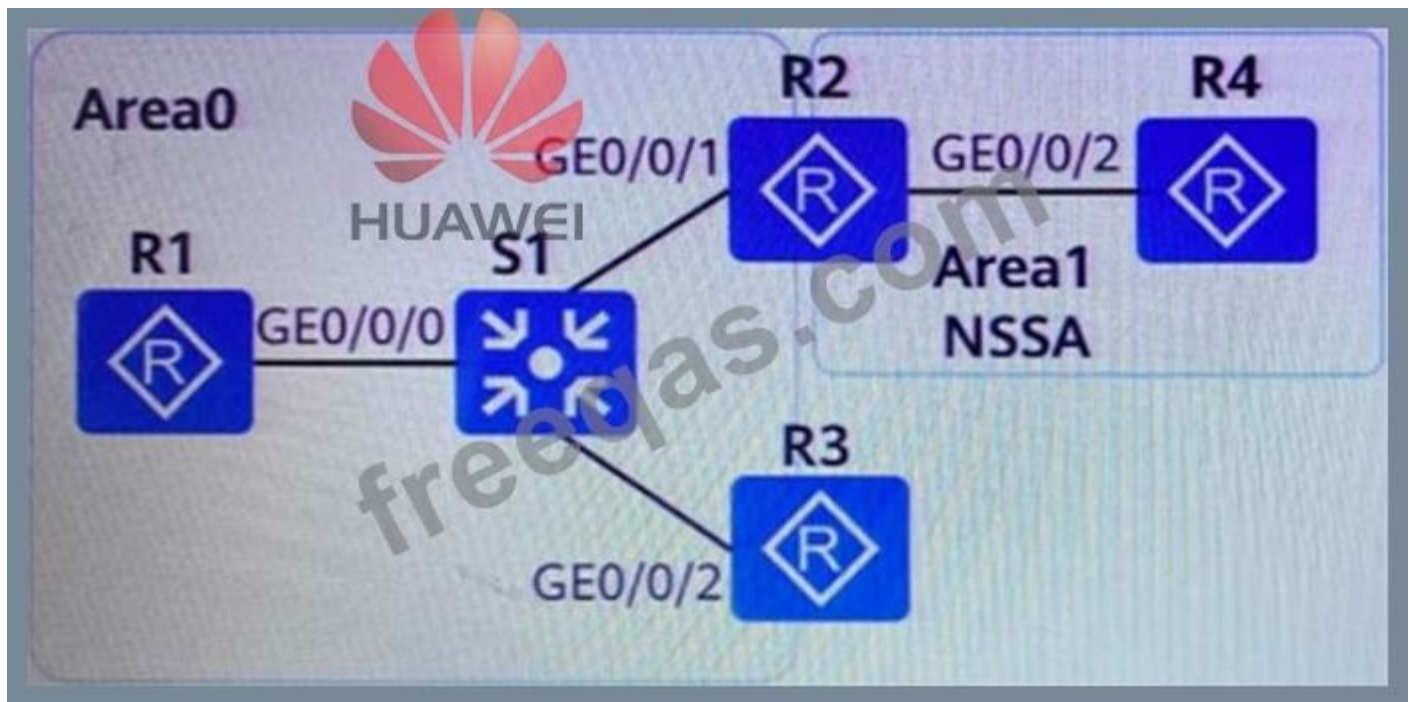 Area0
HUAWEI
R2
R4
GE0/0/1
GE0/0/2
R1
S1
GE0/0/0
Area1
NSSA
R3
GE0/0/2
freeqas.com
R
R
R
R